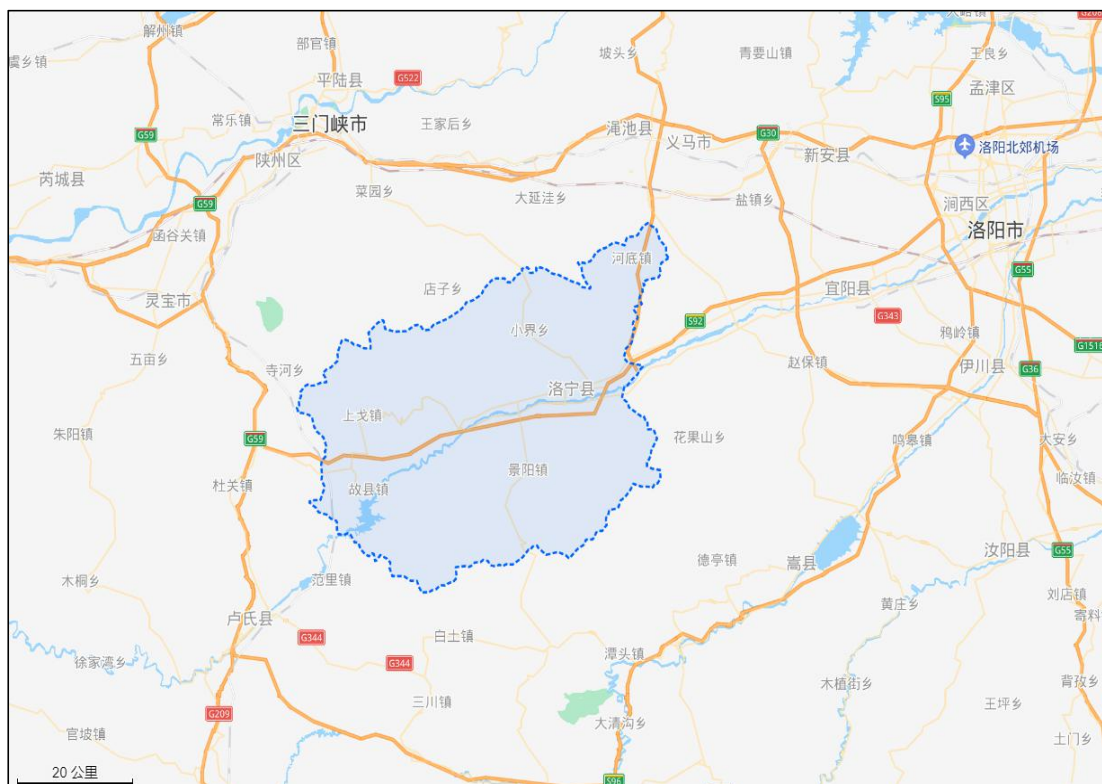 解州镇
部官镇
坡头乡
青要山镇
王良乡
虞乡镇
平陆县
G522
孟津区
S95
常乐镇
三门峡市
王家后乡
渑池县
义马市
G30
新安县
洛阳北郊机场
G59
陕州区
芮城县
菜园乡
大延洼乡
盐镇乡
涧西区
G59
函谷关镇
洛阳市
河底镇
G55
灵宝市
店子乡
宜阳县
小界乡
S92
G343
鸦岭镇
G1516
五亩乡
寺河乡
赵保镇
伊川县
G36
洛宁县
上戈镇
朱阳镇
G59
花果山乡
鸣皋镇
大安乡
景阳镇
临汝镇
杜关镇
故县镇
汝阳县
G55
德亭镇
嵩县
木桐乡
范里镇
刘店镇
黄庄乡
寄料
卢氏县
G344
白土镇
潭头镇
徐家湾乡
G344
木植街乡
背孜乡
三川镇
王坪乡
G209
大清沟乡
官坡镇
土门乡
20 公里
S96